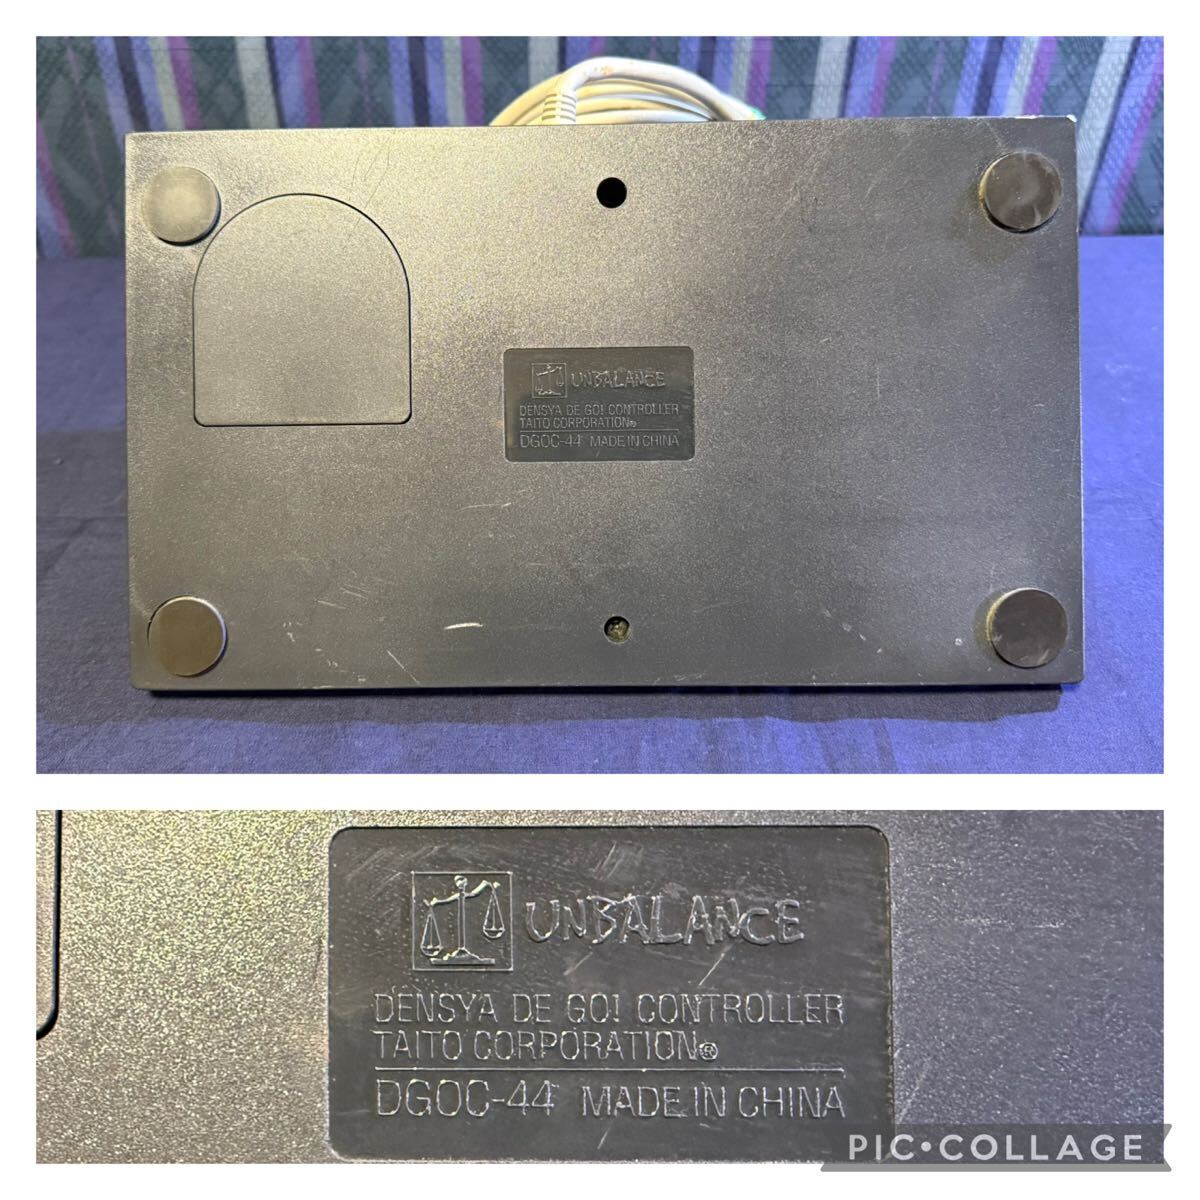 UNBALANCE
DENSYA DE GO! CONTROLLER
TAITO CORPORATION®
DGOC-44 MADE IN CHINA
UNBALANCE
DENSYA DE GO! CONTROLLER
TAITO CORPORATION®
DGOC-44 MADE IN CHINA
PIC•COLLAGE